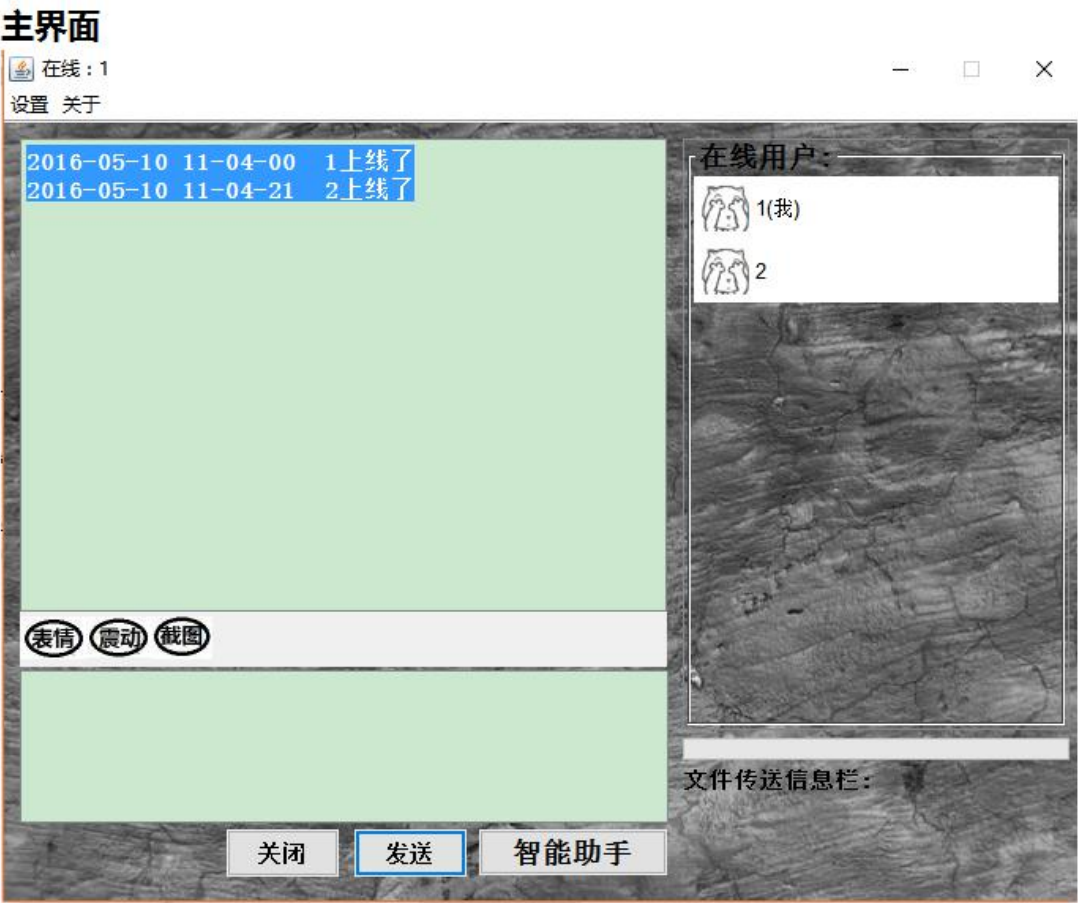 主界面
在线：1
设置 关于
2016-05-10 11-04-00 1上线了
2016-05-10 11-04-21 2上线了
在线用户:
1(我)
2
表情 震动 截图
文件传送信息栏:
关闭 发送 智能助手